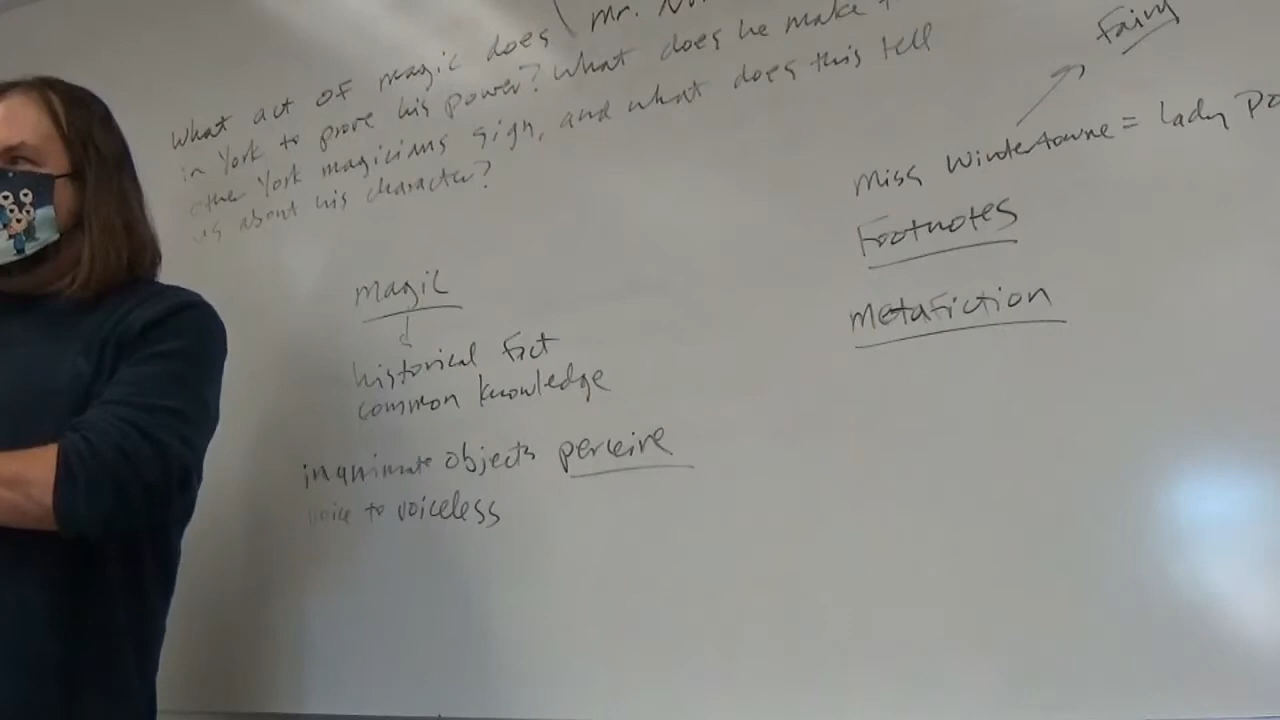 What act of magic does Mr.
in York to prove his power? What does he make
other York magicians sign, and what does this tell
us about his character?
magic
historical fact
common knowledge
inanimate objects perceive
voice to voiceless
Fairy
Miss Wintertowne = Lady Po
Footnotes
metafiction